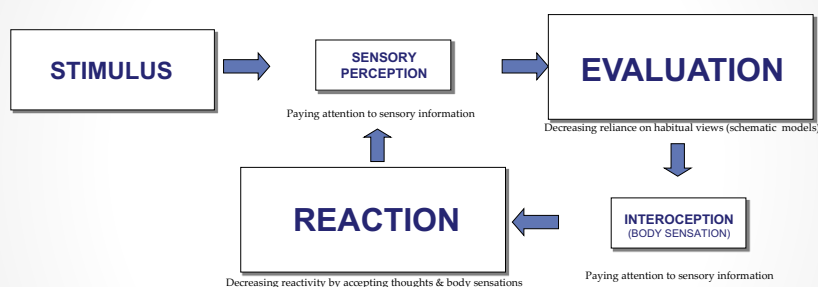 STIMULUS
SENSORY
PERCEPTION
Paying attention to sensory information
EVALUATION
Decreasing reliance on habitual views (schematic models)
INTEROCEPTION
(BODY SENSATION)
Paying attention to sensory information
REACTION
Decreasing reactivity by accepting thoughts & body sensations